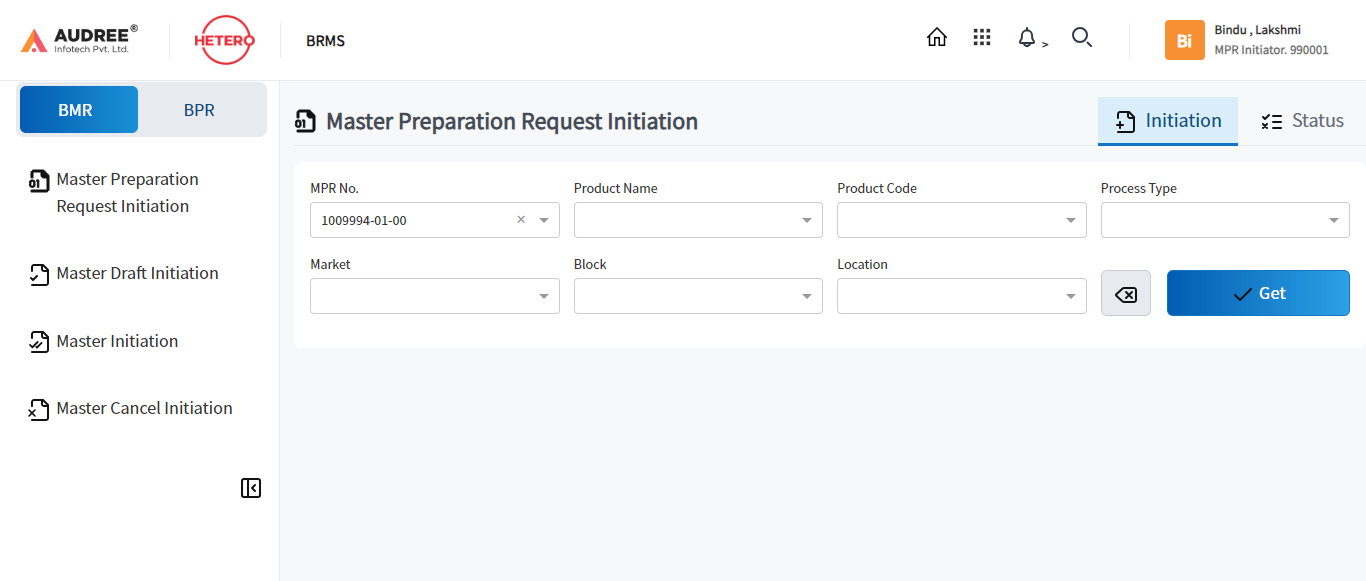 AUDREE®
Infotech Pvt. Ltd.
HETERO
BRMS
>
Bi
Bindu , Lakshmi
MPR Initiator. 990001
BMR
BPR
01 Master Preparation
Request Initiation
Master Draft Initiation
Master Initiation
Master Cancel Initiation
01 Master Preparation Request Initiation
Initiation
Status
MPR No.
Product Name
Product Code
Process Type
1009994-01-00 ×
Market
Block
Location
Get